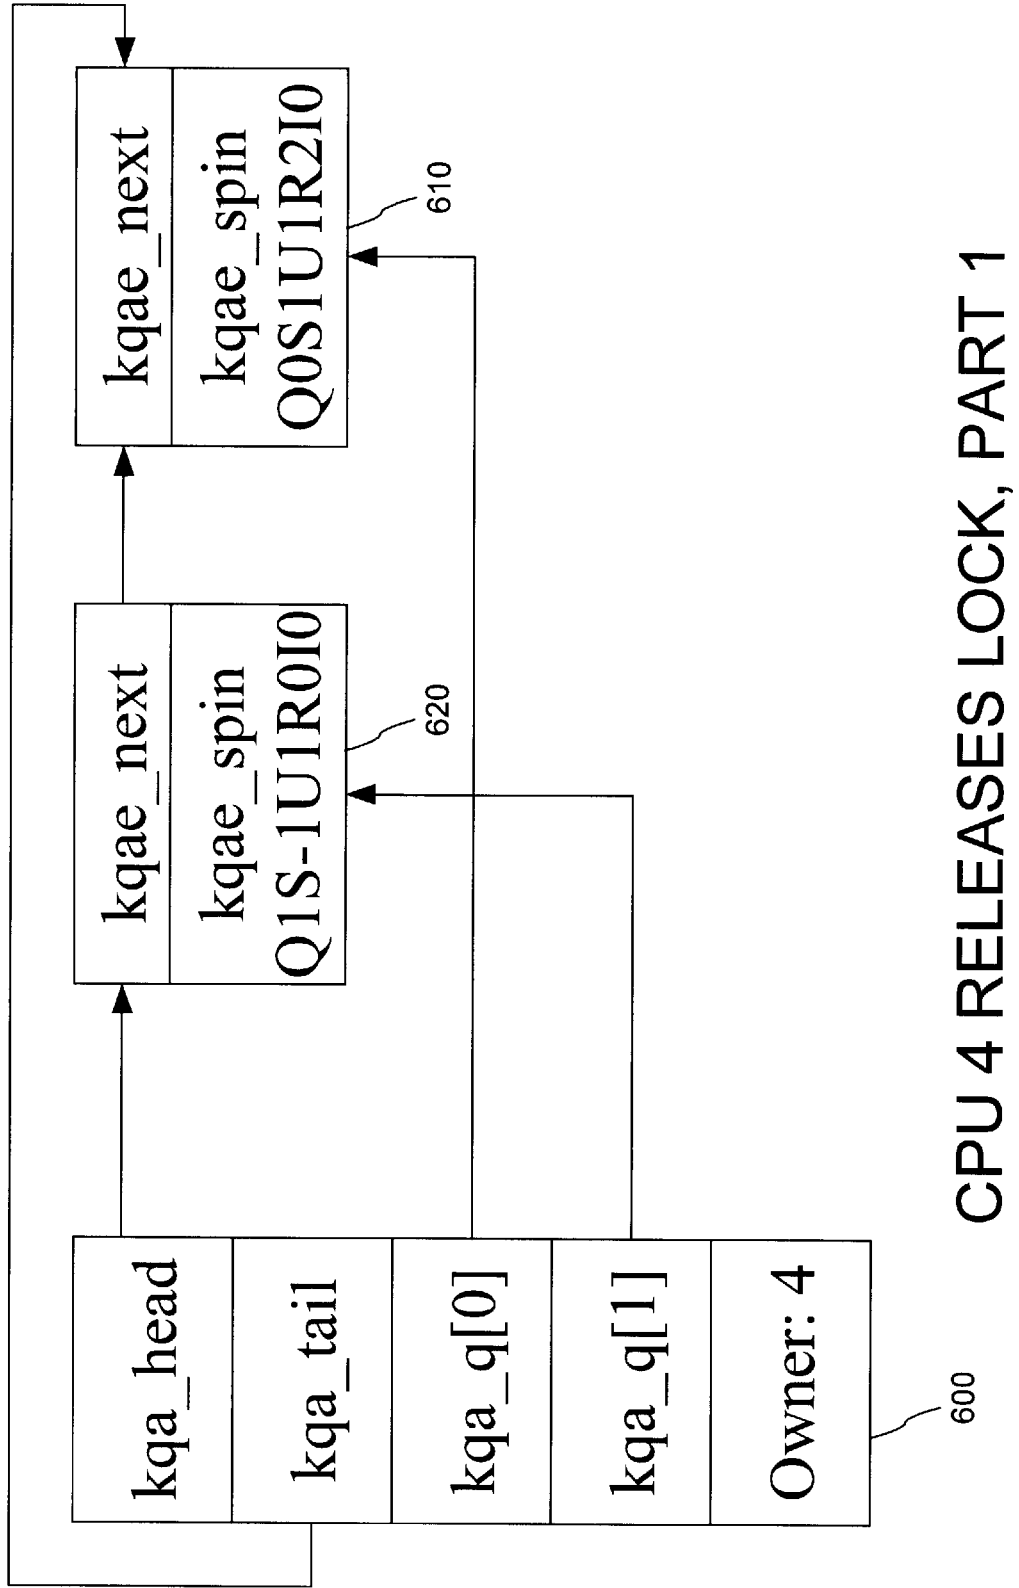 kqa_head
kqa_tail
kqa_q[0]
kqa_q[1]
Owner: 4
600
kqae_next
kqae_spin
Q1S-1U1R0I0
620
kqae_next
kqae_spin
Q0S1U1R2I0
610
CPU 4 RELEASES LOCK, PART 1